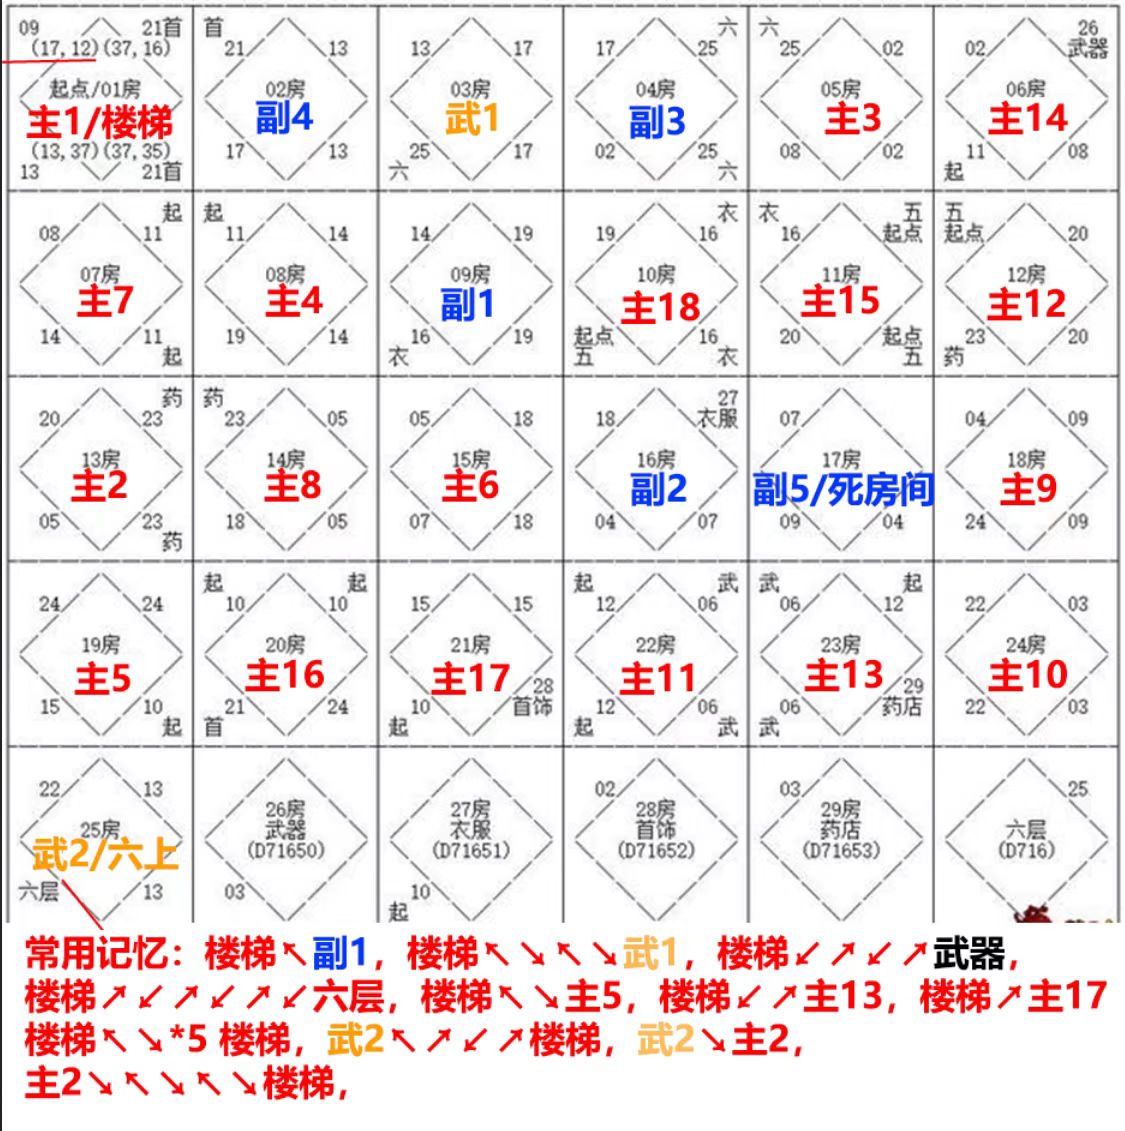 09 21首 首 六 六 26
(17,12)(37,16) 21 13 13 17 17 25 25 02 02 武器
起点/01房 02房 03房 04房 05房 06房
主1/楼梯 副4 武1 副3 主3 主14
(13,37)(37,35) 17 13 25 17 02 25 08 02 11 08
13 21首 六 六 起
起 起 衣 衣 五 五
08 11 11 14 14 19 19 16 16 起点 起点 20
07房 08房 09房 10房 11房 12房
主7 主4 副1 主18 主15 主12
14 11 19 14 16 19 起点 16 20 起点 23 20
起 衣 五 衣 五 药
药 药 27
20 23 23 05 05 18 18 衣服 07 04 09
13房 14房 15房 16房 17房 18房
主2 主8 主6 副2 副5/死房间 主9
05 23 18 05 07 18 04 07 09 04 24 09
药
起 起 起 武 武 起
24 24 10 10 15 15 12 06 06 12 22 03
19房 20房 21房 22房 23房 24房
主5 主16 主17 主11 主13 主10
28 29
15 10 21 24 10 首饰 12 06 06 药店 22 03
起 首 起 起 武 武
22 13 02 03 25
25房 26房 27房 28房 29房 六层
武器 衣服 首饰 药店
武2/六上 (D71650) (D71651) (D71652) (D71653) (D716)
六层 13 03 10
起
常用记忆：楼梯↖副1，楼梯↖↘↖↘武1，楼梯↙↗↙↗武器，
楼梯↗↙↗↙↗↙六层，楼梯↖↘主5，楼梯↙↗主13，楼梯↗主17
楼梯↖↘*5 楼梯，武2↖↗↙↗楼梯，武2↘主2，
主2↘↖↘↖↘楼梯，